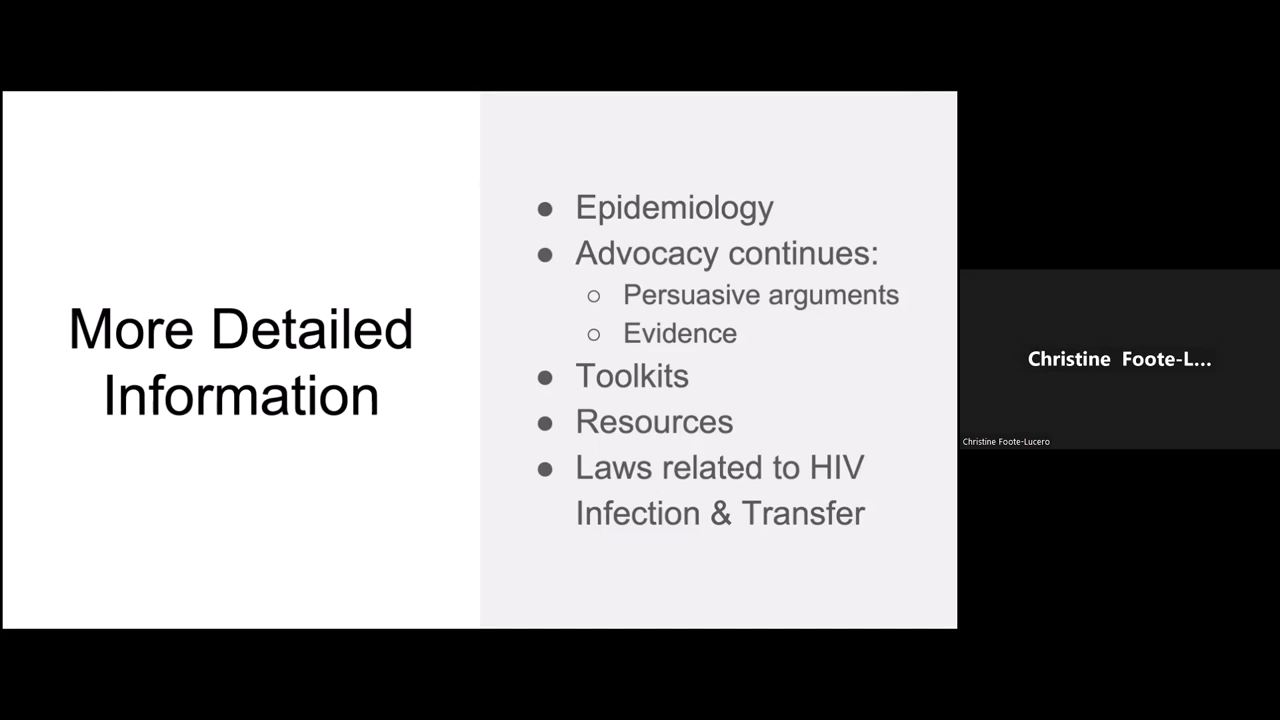 More Detailed
Information
● Epidemiology
● Advocacy continues:
○ Persuasive arguments
○ Evidence
● Toolkits
● Resources
● Laws related to HIV
Infection & Transfer
Christine Foote-L...
Christine Foote-Lucero